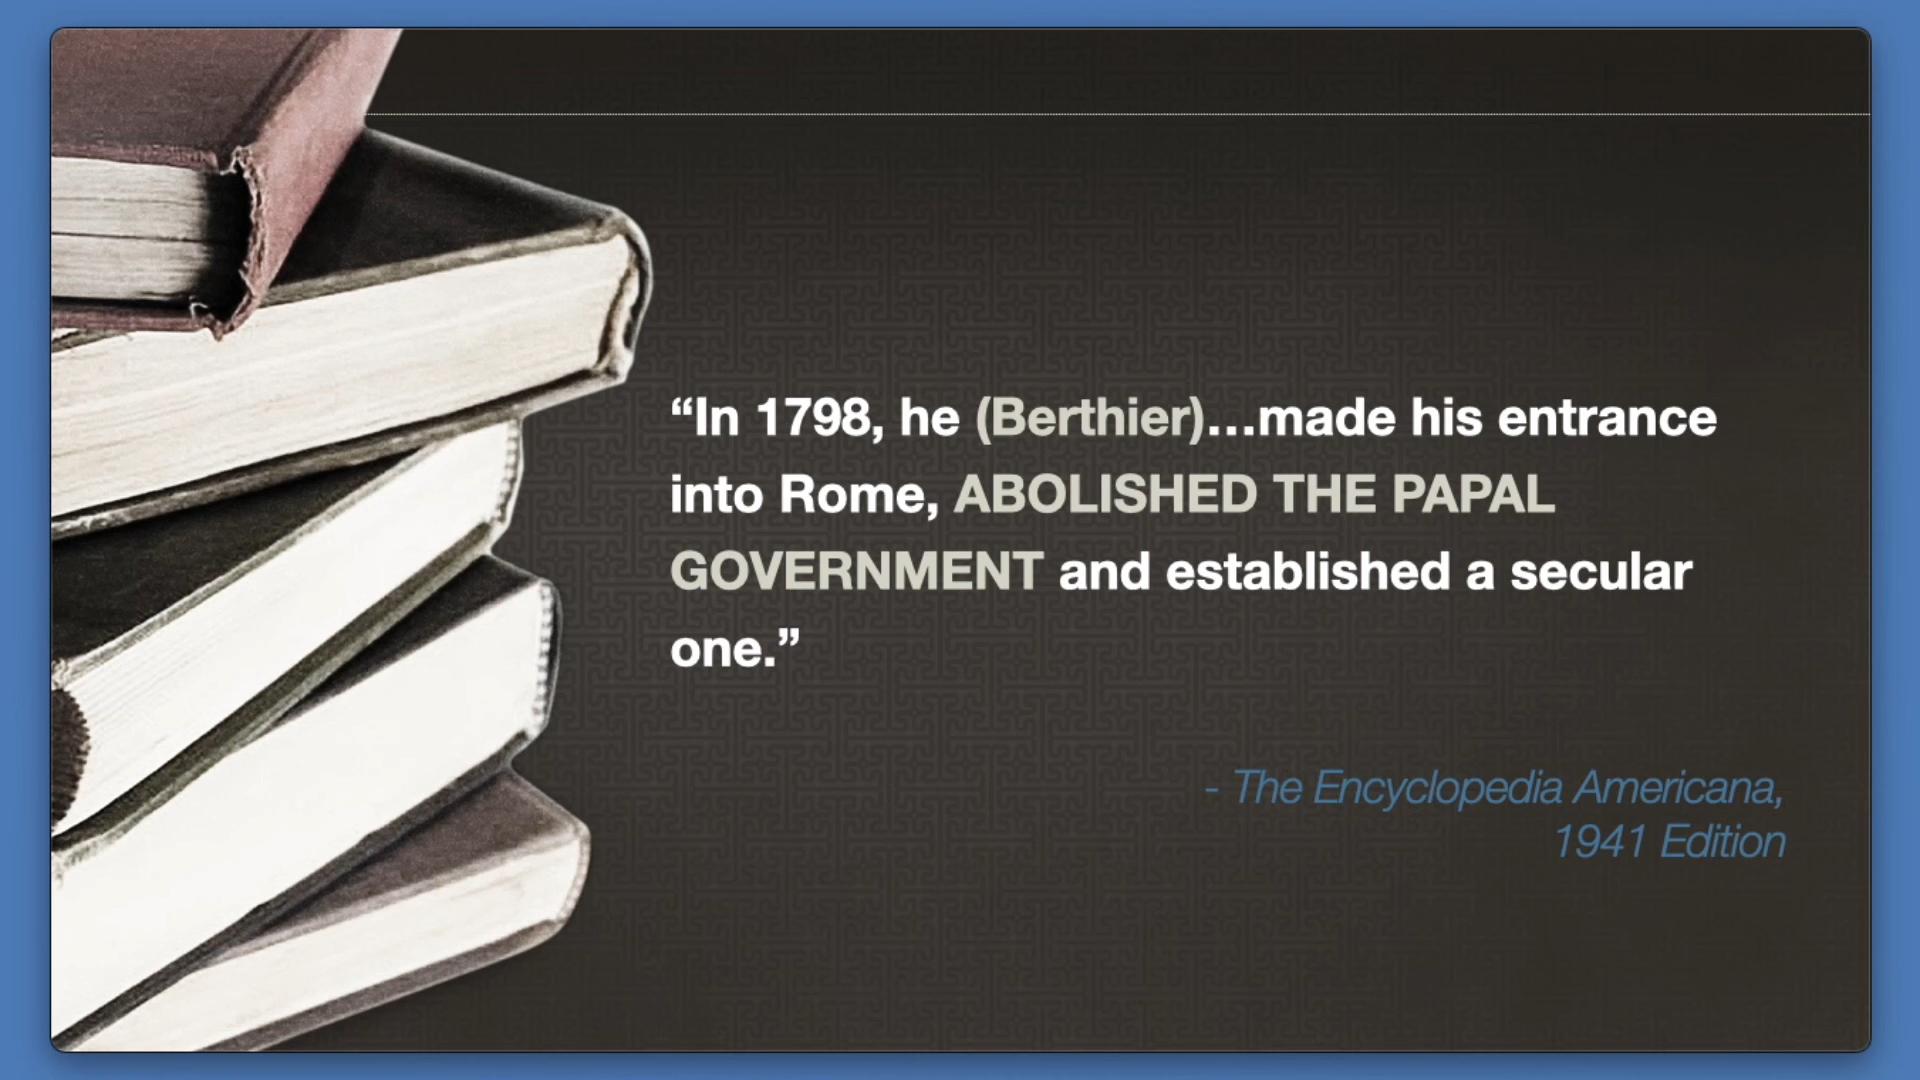 “In 1798, he (Berthier)…made his entrance
into Rome, ABOLISHED THE PAPAL
GOVERNMENT and established a secular
one.”
- The Encyclopedia Americana,
1941 Edition